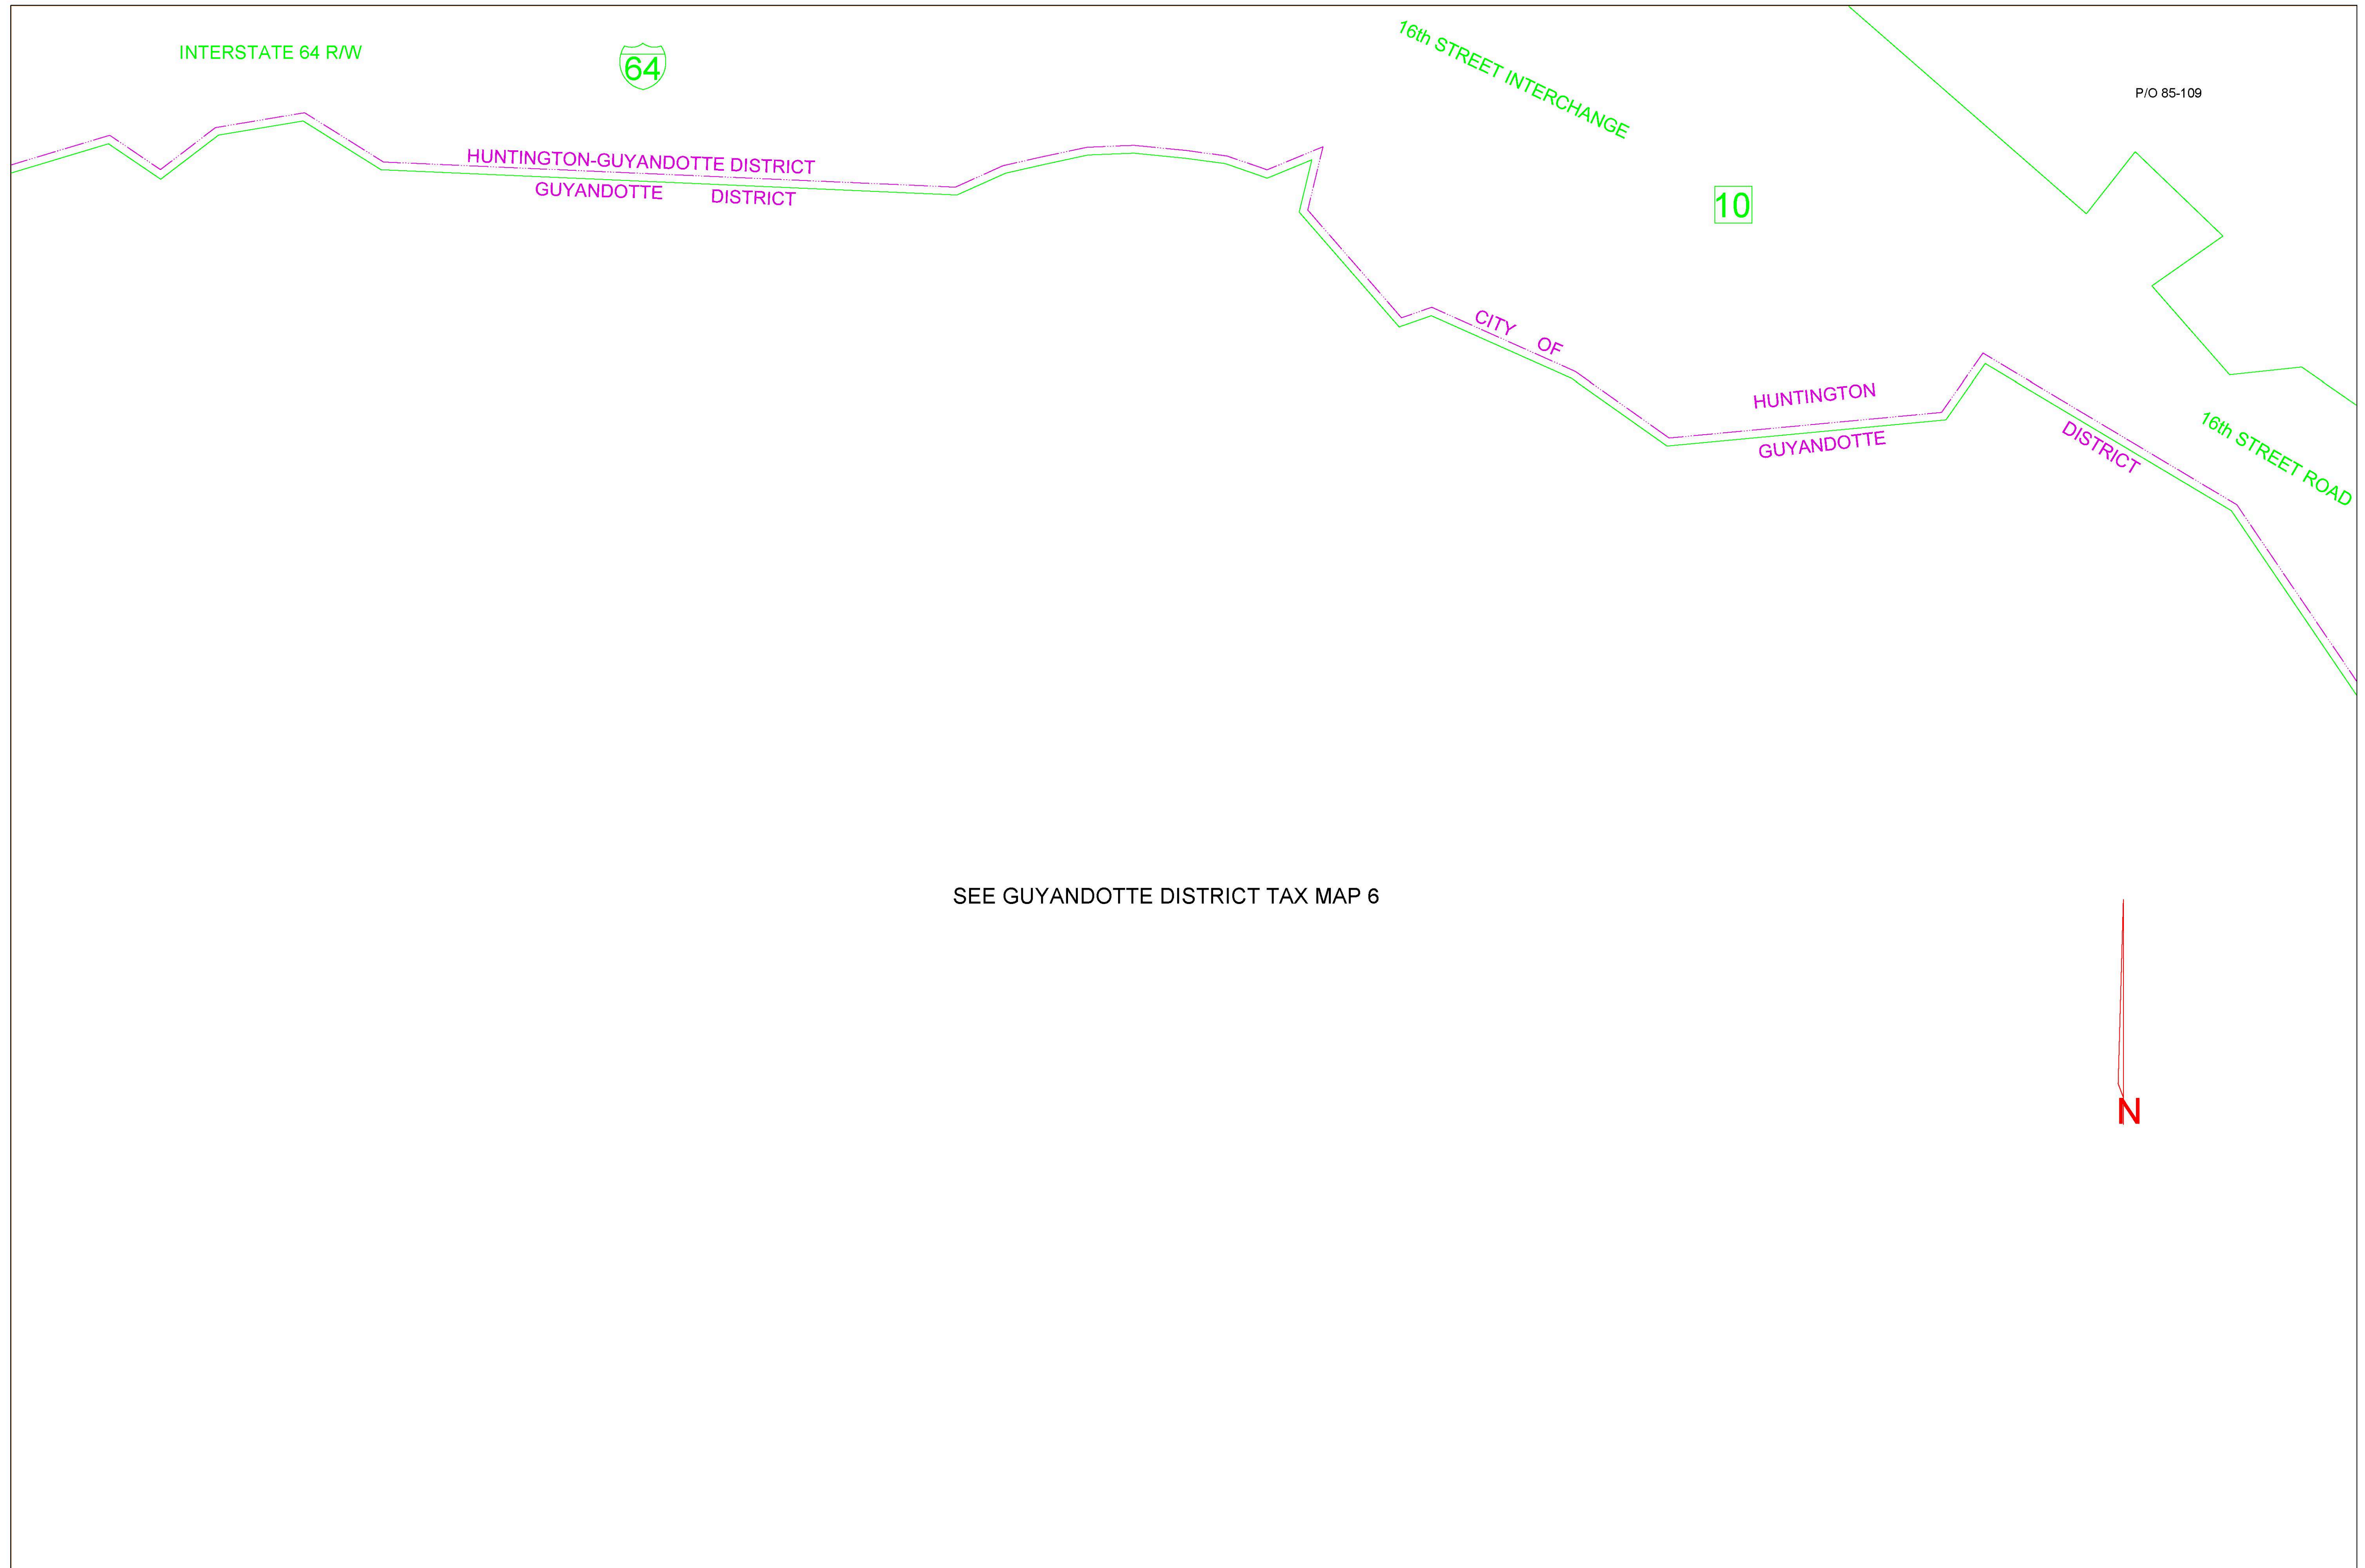 INTERSTATE 64 R/W
64
16th STREET INTERCHANGE
P/O 85-109
HUNTINGTON-GUYANDOTTE DISTRICT
GUYANDOTTE DISTRICT
10
CITY OF
HUNTINGTON
GUYANDOTTE
DISTRICT
16th STREET ROAD
SEE GUYANDOTTE DISTRICT TAX MAP 6
N